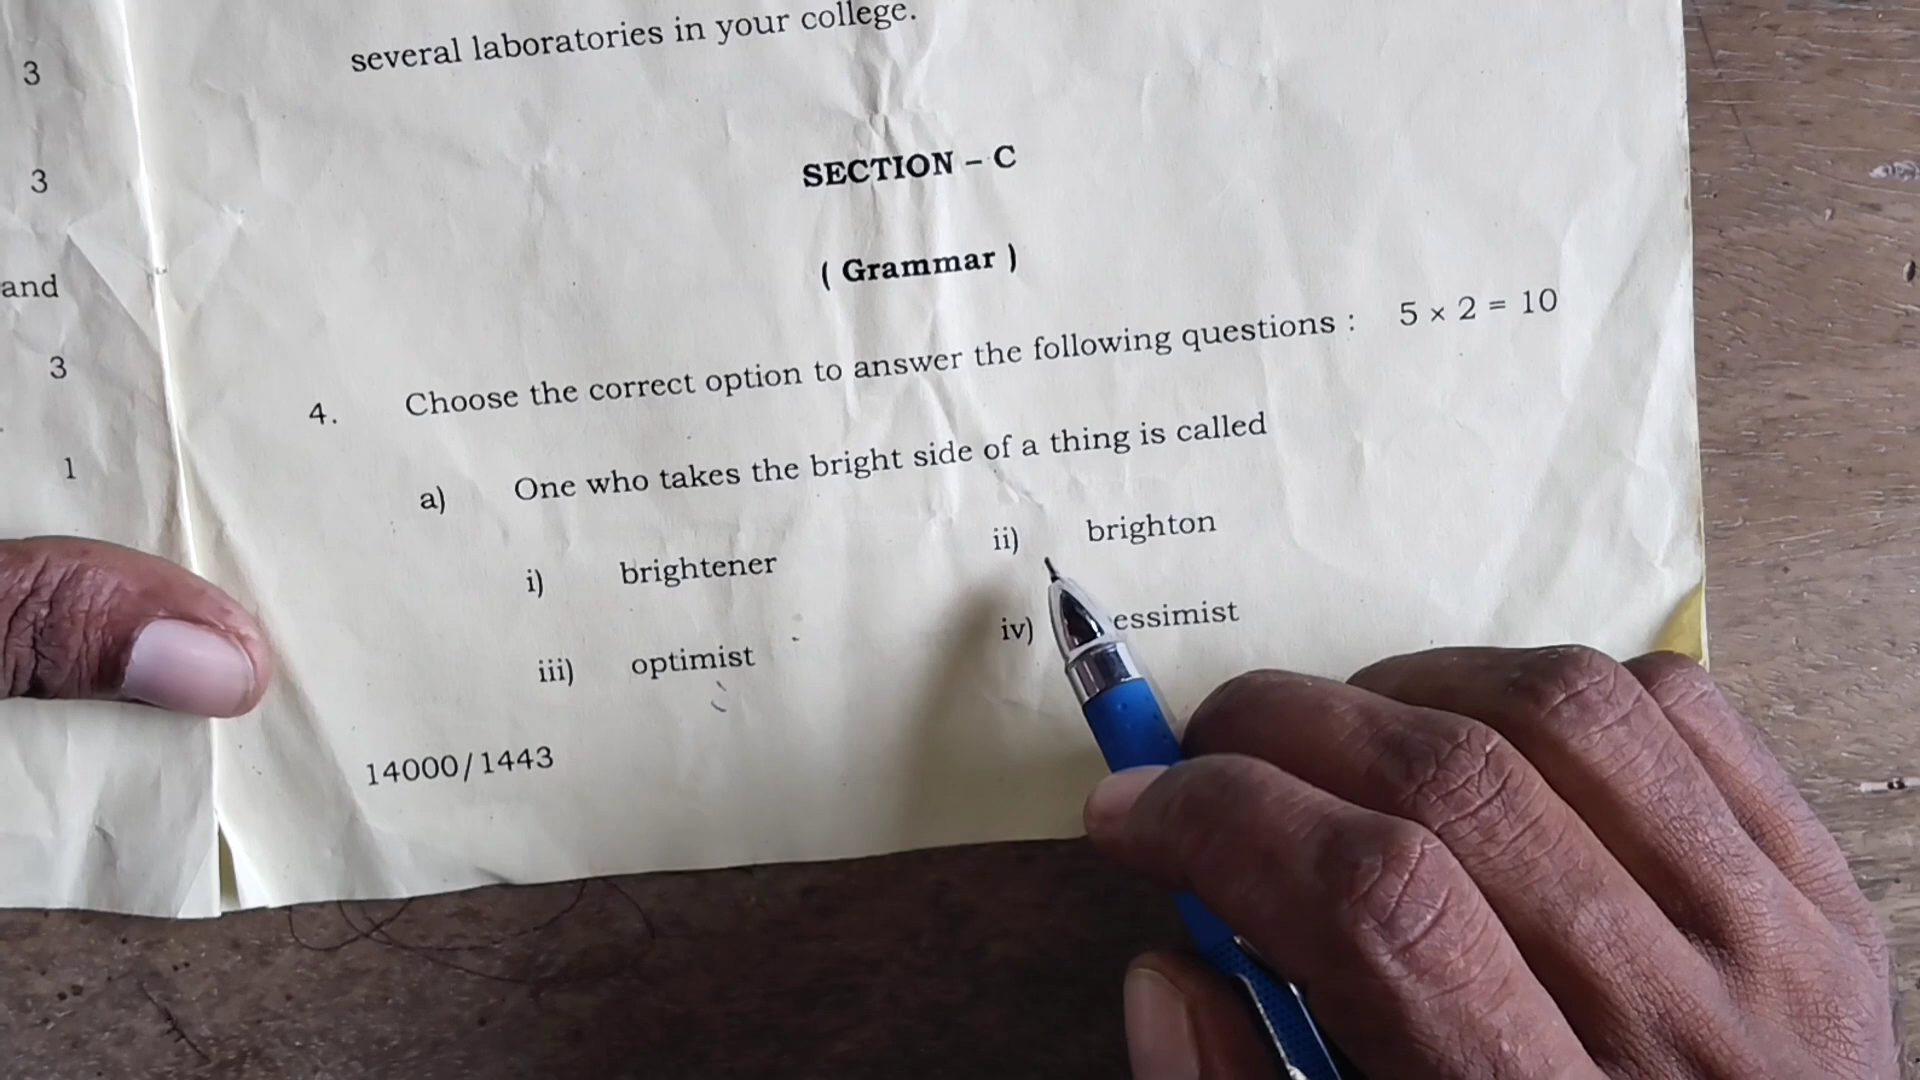 several laboratories in your college.
3
3
and
3
1
SECTION – C
( Grammar )
4. Choose the correct option to answer the following questions : 5 × 2 = 10
a) One who takes the bright side of a thing is called
i) brightener ii) brighton
iii) optimist iv) essimist
14000/1443